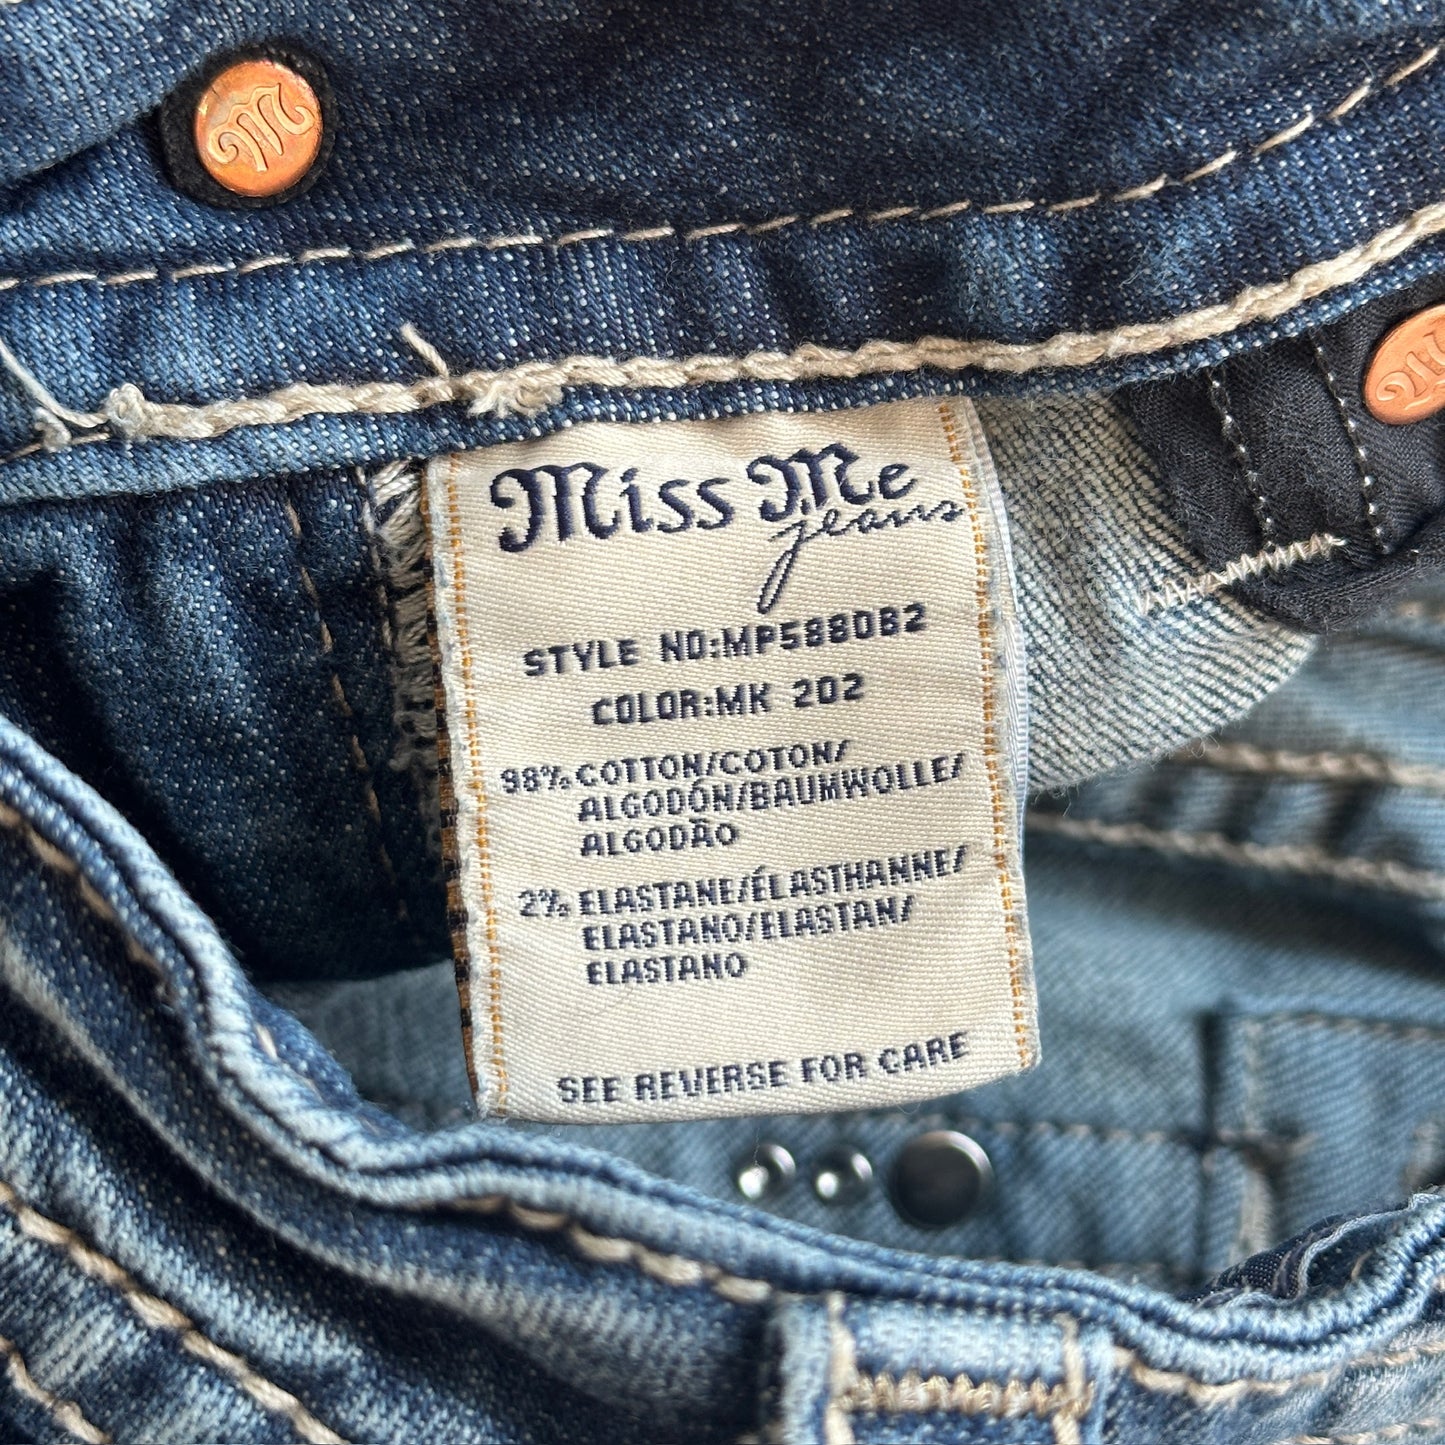 M
M
Miss Me
jeans
STYLE NO:MP5880B2
COLOR:MK 202
98% COTTON/COTON/
ALGODÓN/BAUMWOLLE/
ALGODÃO
2% ELASTANE/ÉLASTHANNE/
ELASTANO/ELASTAN/
ELASTANO
SEE REVERSE FOR CARE